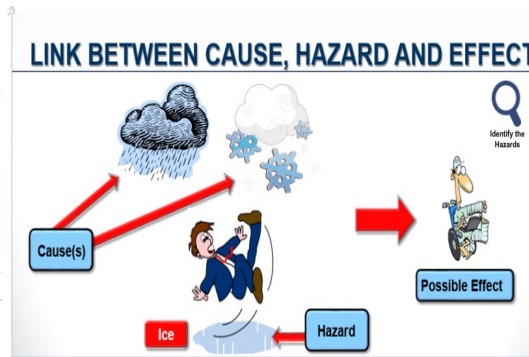 LINK BETWEEN CAUSE, HAZARD AND EFFECT
Identify the
Hazards
Cause(s)
Possible Effect
Ice
Hazard